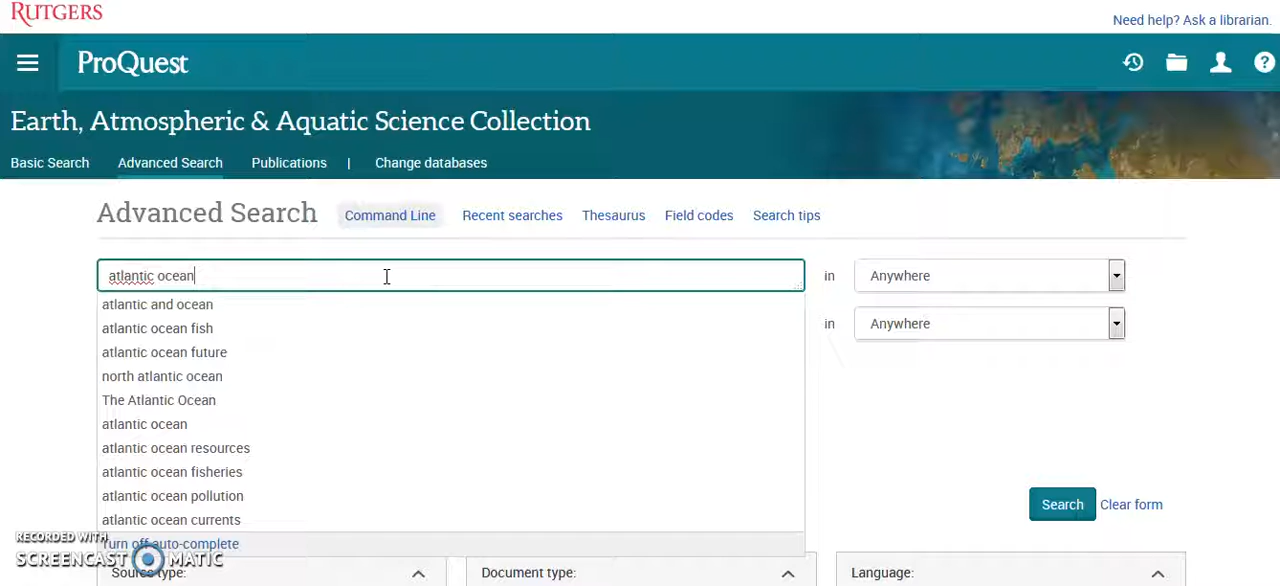 RUTGERS
Need help? Ask a librarian.
ProQuest
Earth, Atmospheric & Aquatic Science Collection
Basic Search Advanced Search Publications | Change databases
Advanced Search Command Line Recent searches Thesaurus Field codes Search tips
atlantic ocean in Anywhere
atlantic and ocean
atlantic ocean fish in Anywhere
atlantic ocean future
north atlantic ocean
The Atlantic Ocean
atlantic ocean
atlantic ocean resources
atlantic ocean fisheries
atlantic ocean pollution
Search Clear form
atlantic ocean currents
RECORDED WITH
Turn off auto-complete
SCREENCAST MATIC
Source type: Document type: Language: